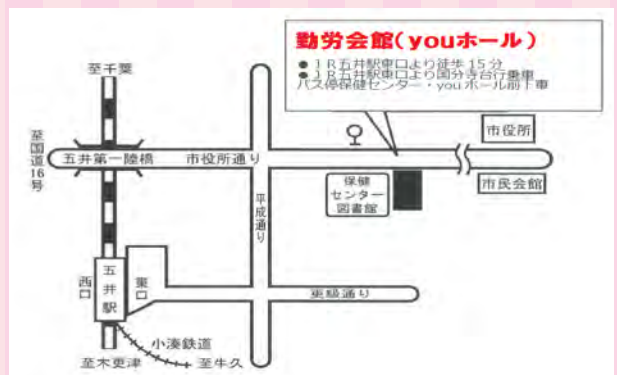 勤労会館(youホール)
●JR五井駅東口より徒歩15分
●JR五井駅東口より国分寺台行乗車
バス停保健センター・youホール前下車
至千葉
至国道16号
五井第一陸橋
市役所通り
市役所
市民会館
保健
センター
図書館
平成通り
西口
五井駅
東口
更級通り
小湊鉄道
至木更津
至牛久